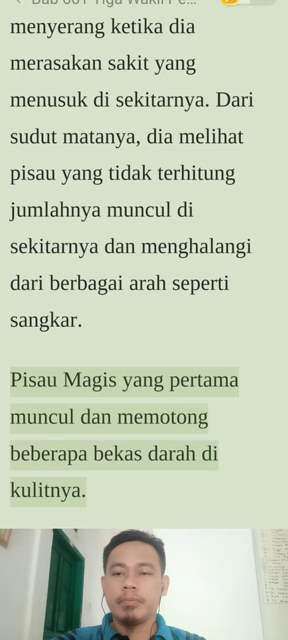 menyerang ketika dia
merasakan sakit yang
menusuk di sekitarnya. Dari
sudut matanya, dia melihat
pisau yang tidak terhitung
jumlahnya muncul di
sekitarnya dan menghalangi
dari berbagai arah seperti
sangkar.
Pisau Magis yang pertama
muncul dan memotong
beberapa bekas darah di
kulitnya.